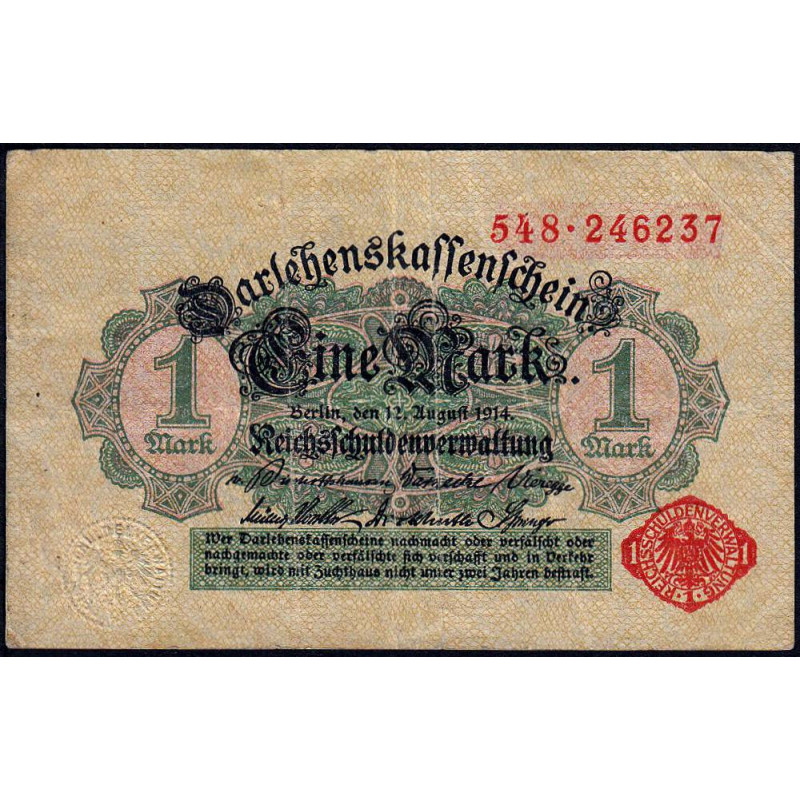 548·246237
Darlehenskassenschein
Eine Mark.
1 Mark
1 Mark
Berlin, den 12. August 1914.
Reichsschuldenverwaltung
Wer Darlehenskassenscheine nachmacht oder verfälscht oder
nachgemachte oder verfälschte sich verschafft und in Verkehr
bringt, wird mit Zuchthaus nicht unter zwei Jahren bestraft.
REICHSSCHULDENVERWALTUNG
1 1
·1·